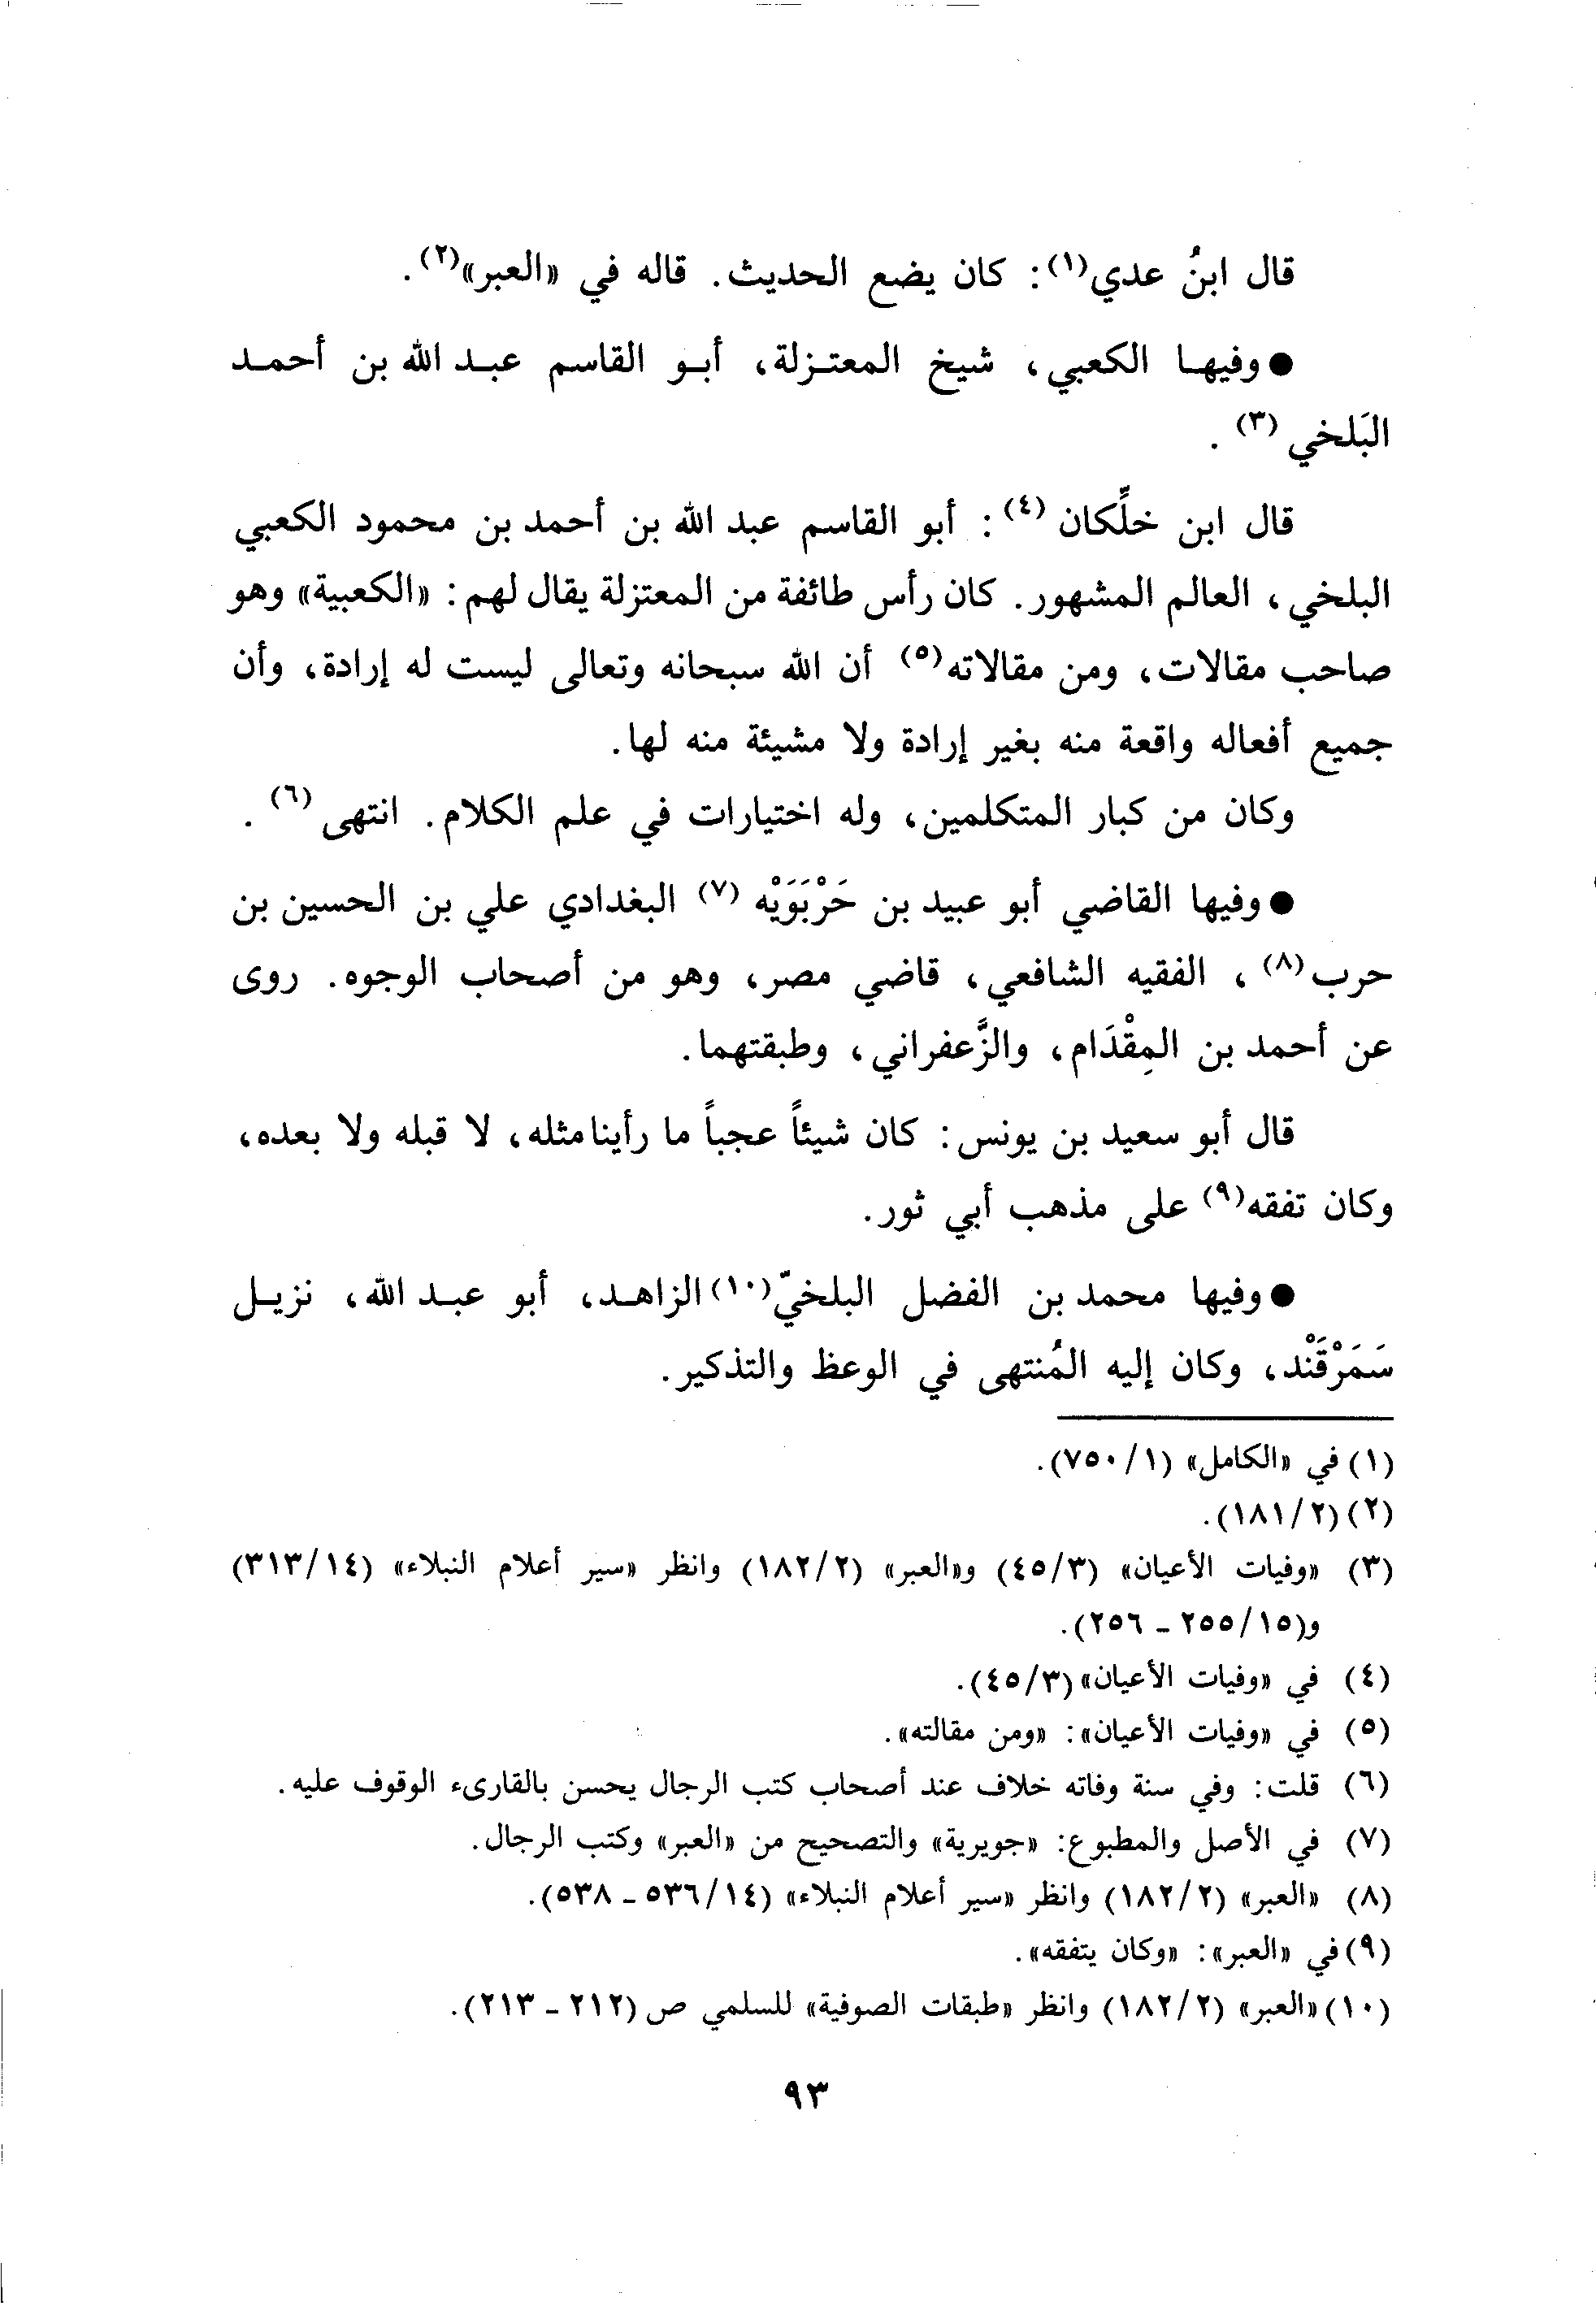 قال ابنُ عدي(١): كان يضع الحديث. قاله في «العبر»(٢).
● وفيها الكعبي، شيخ المعتزلة، أبو القاسم عبد الله بن أحمد
البَلخي (٣).
قال ابن خلِّكان (٤): أبو القاسم عبد الله بن أحمد بن محمود الكعبي
البلخي، العالم المشهور. كان رأس طائفة من المعتزلة يقال لهم: «الكعبية» وهو
صاحب مقالات، ومن مقالاته(٥) أن الله سبحانه وتعالى ليست له إرادة، وأن
جميع أفعاله واقعة منه بغير إرادة ولا مشيئة منه لها.
وكان من كبار المتكلمين، وله اختيارات في علم الكلام. انتهى (٦).
● وفيها القاضي أبو عبيد بن حَرْبَوَيْه (٧) البغدادي علي بن الحسين بن
حرب(٨)، الفقيه الشافعي، قاضي مصر، وهو من أصحاب الوجوه. روى
عن أحمد بن المِقْدَام، والزَّعفراني، وطبقتهما.
قال أبو سعيد بن يونس: كان شيئاً عجباً ما رأينا مثله، لا قبله ولا بعده،
وكان تفقه(٩) على مذهب أبي ثور.
● وفيها محمد بن الفضل البلخيّ(١٠) الزاهد، أبو عبد الله، نزيل
سَمَرْقَنْد، وكان إليه المُنتهى في الوعظ والتذكير.
(١) في «الكامل» (١/ ٧٥٠).
(٢) (٢/ ١٨١).
(٣) «وفيات الأعيان» (٣/ ٤٥) و«العبر» (٢/ ١٨٢) وانظر «سير أعلام النبلاء» (١٤/ ٣١٣)
و(١٥/ ٢٥٥ - ٢٥٦).
(٤) في «وفيات الأعيان» (٣/ ٤٥).
(٥) في «وفيات الأعيان»: «ومن مقالته».
(٦) قلت: وفي سنة وفاته خلاف عند أصحاب كتب الرجال يحسن بالقارىء الوقوف عليه.
(٧) في الأصل والمطبوع: «جويرية» والتصحيح من «العبر» وكتب الرجال.
(٨) «العبر» (٢/ ١٨٢) وانظر «سير أعلام النبلاء» (١٤/ ٥٣٦ - ٥٣٨).
(٩) في «العبر»: «وكان يتفقه».
(١٠) «العبر» (٢/ ١٨٢) وانظر «طبقات الصوفية» للسلمي ص (٢١٢ - ٢١٣).
٩٣